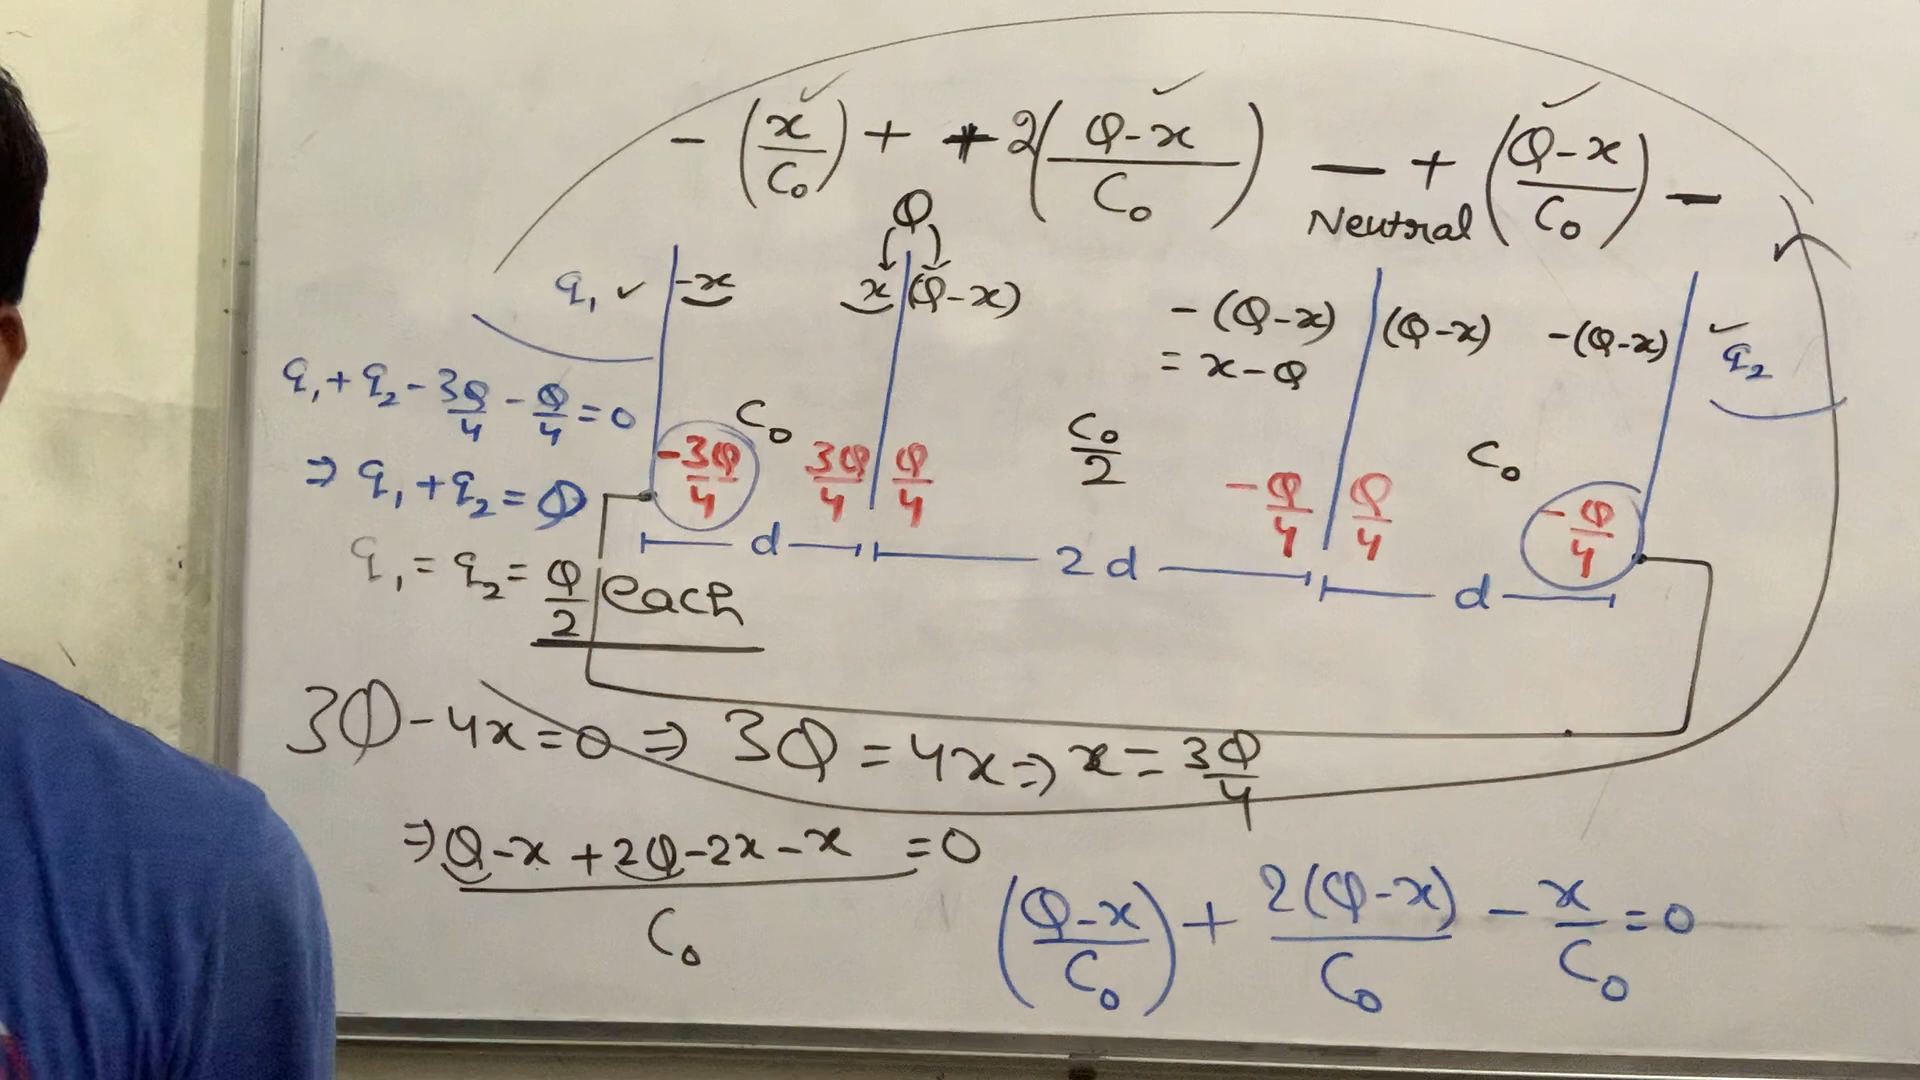 - (x/C₀) + + 2(Q-x/C₀) - + (Q-x/C₀) -
Q
Neutral
q₁ ✓ -x x (Q-x) -(Q-x) (Q-x) -(Q-x) ✓ q₂
= x-Q
q₁ + q₂ - 3Q/4 - Q/4 = 0
C₀ C₀/2 C₀
-3Q/4 3Q/4 Q/4 -Q/4 Q/4 -Q/4
⇒ q₁ + q₂ = Q
d 2d d
q₁ = q₂ = Q/2 each
3Q - 4x = 0 ⇒ 3Q = 4x ⇒ x = 3Q/4
⇒ Q-x + 2Q-2x-x/C₀ = 0
(Q-x/C₀) + 2(Q-x)/C₀ - x/C₀ = 0